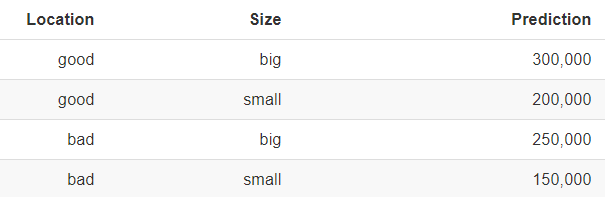 Location Size Prediction
good big 300,000
good small 200,000
bad big 250,000
bad small 150,000